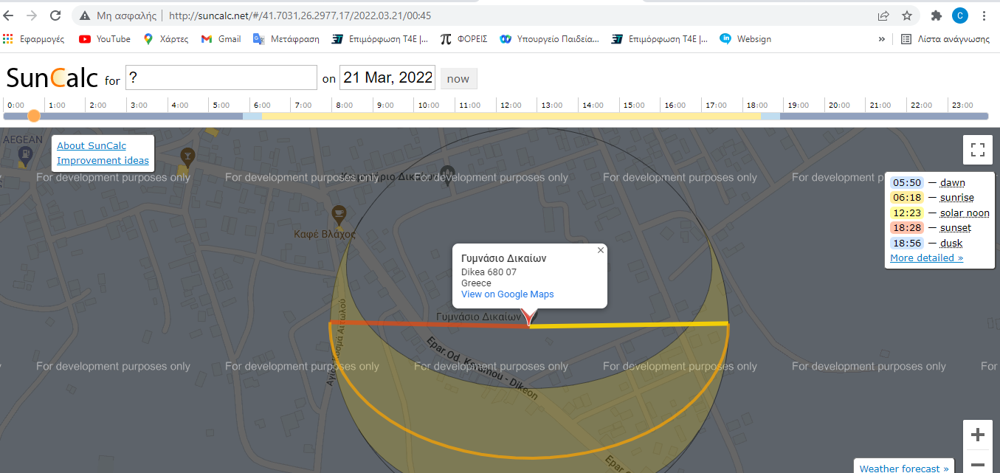 Μη ασφαλής | http://suncalc.net/#/41.7031,26.2977,17/2022.03.21/00:45
Εφαρμογές YouTube Χάρτες Gmail Μετάφραση Επιμόρφωση T4E |... ΦΟΡΕΙΣ Υπουργείο Παιδεία... Επιμόρφωση T4E |... Websign » Λίστα ανάγνωσης
SunCalc for ? on 21 Mar, 2022 now
0:00 1:00 2:00 3:00 4:00 5:00 6:00 7:00 8:00 9:00 10:00 11:00 12:00 13:00 14:00 15:00 16:00 17:00 18:00 19:00 20:00 21:00 22:00 23:00
AEGEAN
About SunCalc
Improvement ideas
Κοιμητήριο Δικαίων
For development purposes only For development purposes only For development purposes only For development purposes only For development p
05:50 — dawn
06:18 — sunrise
12:23 — solar noon
18:28 — sunset
18:56 — dusk
More detailed »
Καφέ Βλάχος
Γυμνάσιο Δικαίων
Dikea 680 07
Greece
View on Google Maps
Γυμνάσιο Δικαίων
Epar.Od. Keramou - Dikeon
For development purposes only For development purposes only For development purposes only For development purposes only For development purposes only For
Epar.O
Weather forecast »